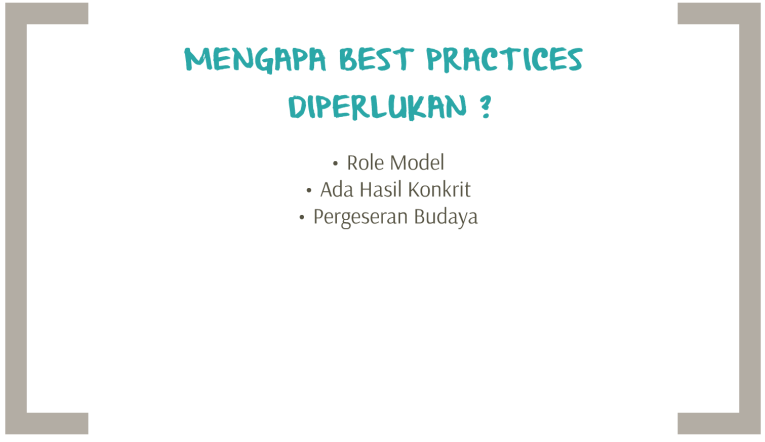 MENGAPA BEST PRACTICES
DIPERLUKAN ?
• Role Model
• Ada Hasil Konkrit
• Pergeseran Budaya